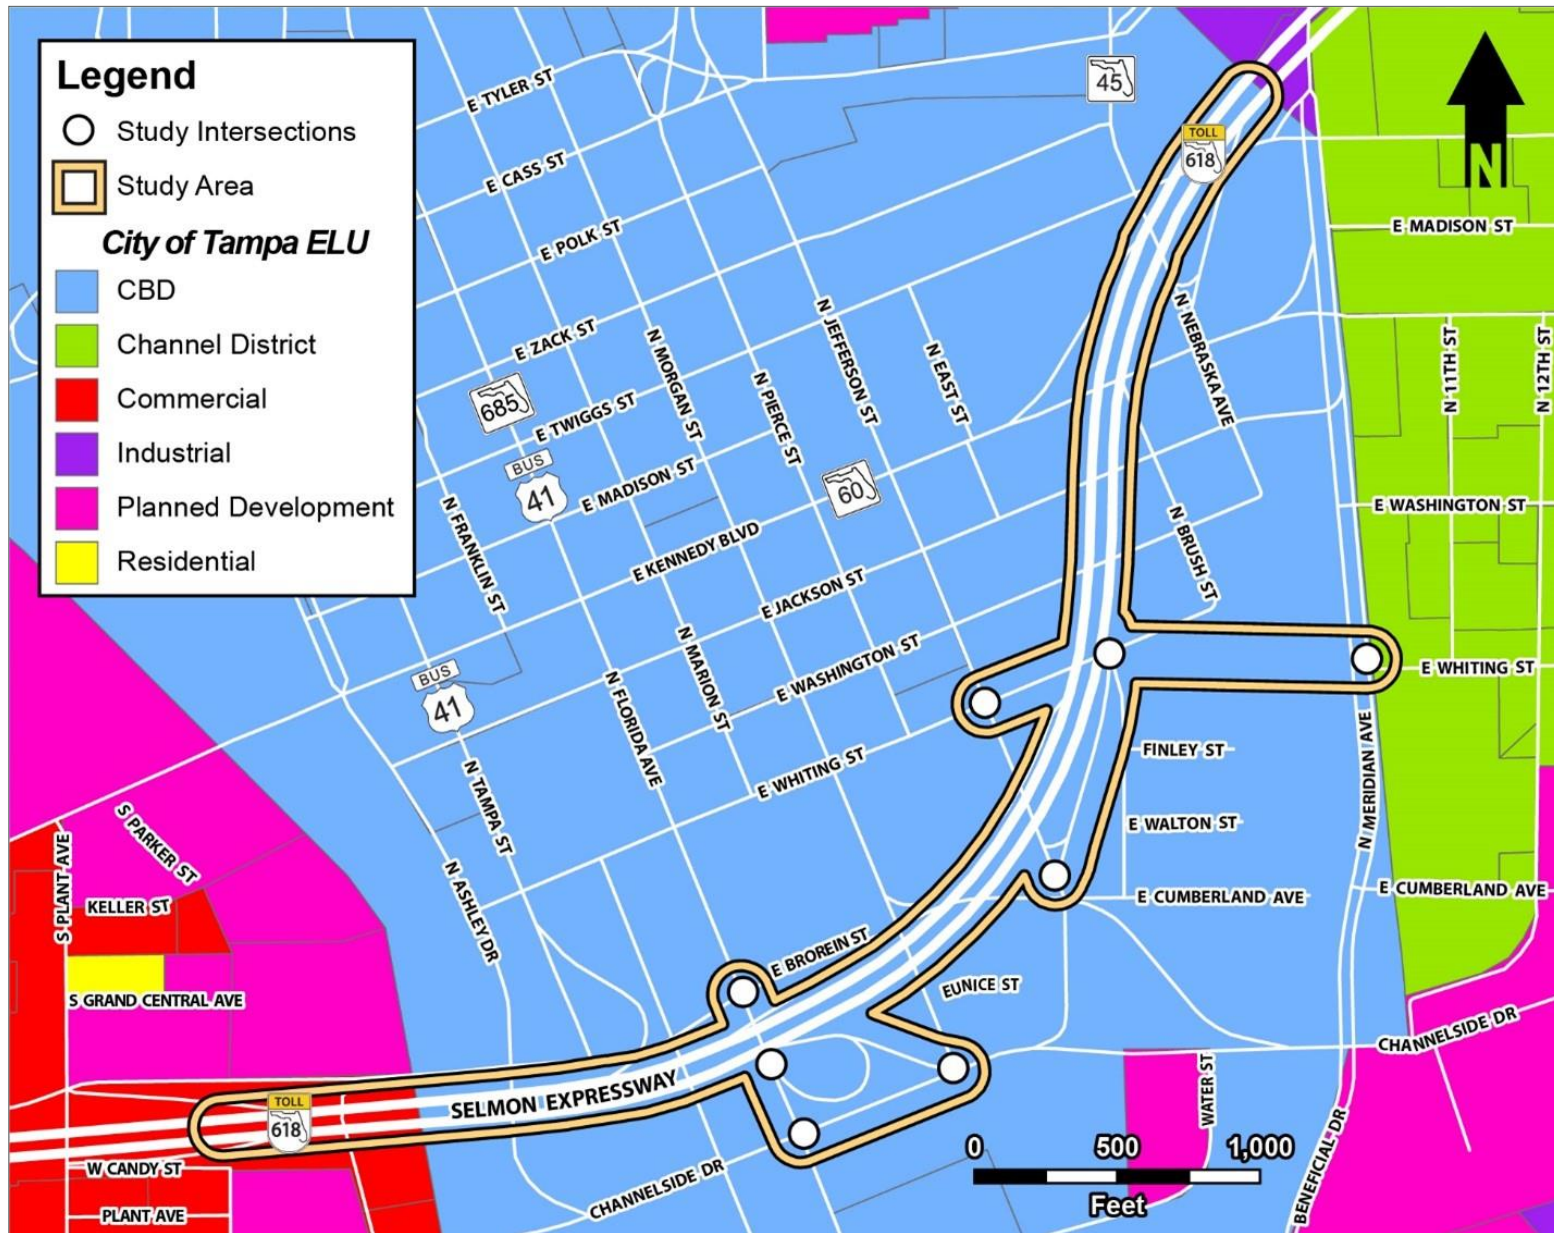 Legend
Study Intersections
Study Area
City of Tampa ELU
CBD
Channel District
Commercial
Industrial
Planned Development
Residential
E TYLER ST
45
N
TOLL
618
E CASS ST
E POLK ST
E MADISON ST
E ZACK ST
N MORGAN ST
N JEFFERSON ST
N EAST ST
N NEBRASKA AVE
N 11TH ST
N 12TH ST
685
E TWIGGS ST
N PIERCE ST
BUS
41
E MADISON ST
60
N FRANKLIN ST
E KENNEDY BLVD
N BRUSH ST
E WASHINGTON ST
E JACKSON ST
E WASHINGTON ST
E WHITING ST
BUS
41
N FLORIDA AVE
N MARION ST
E WHITING ST
FINLEY ST
N MERIDIAN AVE
N TAMPA ST
E WALTON ST
S PARKER ST
S PLANT AVE
KELLER ST
N ASHLEY DR
E CUMBERLAND AVE
E CUMBERLAND AVE
E BROREIN ST
EUNICE ST
S GRAND CENTRAL AVE
CHANNELSIDE DR
SELMON EXPRESSWAY
TOLL
618
WATER ST
W CANDY ST
PLANT AVE
CHANNELSIDE DR
BENEFICIAL DR
0 500 1,000
Feet